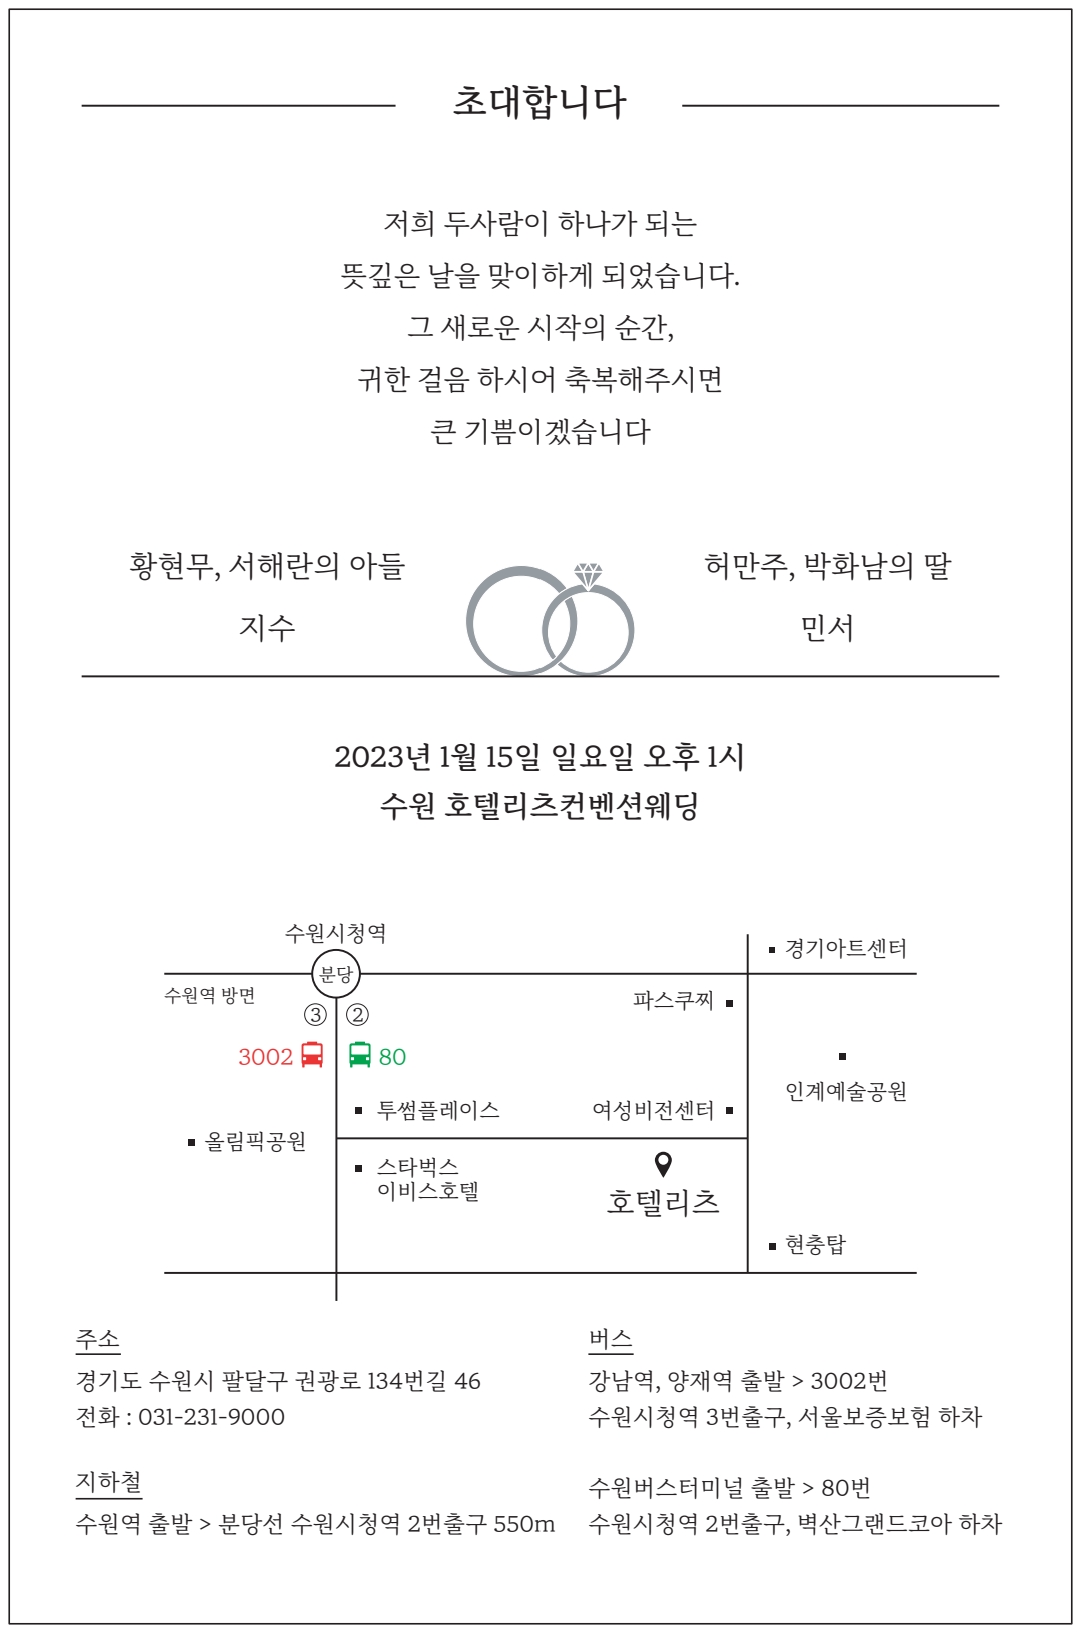 초대합니다
저희 두사람이 하나가 되는
뜻깊은 날을 맞이하게 되었습니다.
그 새로운 시작의 순간,
귀한 걸음 하시어 축복해주시면
큰 기쁨이겠습니다
황현무, 서해란의 아들
지수
허만주, 박화남의 딸
민서
2023년 1월 15일 일요일 오후 1시
수원 호텔리츠컨벤션웨딩
수원시청역
분당
수원역 방면
③ ②
3002
80
경기아트센터
파스쿠찌
인계예술공원
투썸플레이스
여성비전센터
올림픽공원
스타벅스
이비스호텔
호텔리츠
현충탑
주소
경기도 수원시 팔달구 권광로 134번길 46
전화 : 031-231-9000
지하철
수원역 출발 > 분당선 수원시청역 2번출구 550m
버스
강남역, 양재역 출발 > 3002번
수원시청역 3번출구, 서울보증보험 하차
수원버스터미널 출발 > 80번
수원시청역 2번출구, 벽산그랜드코아 하차